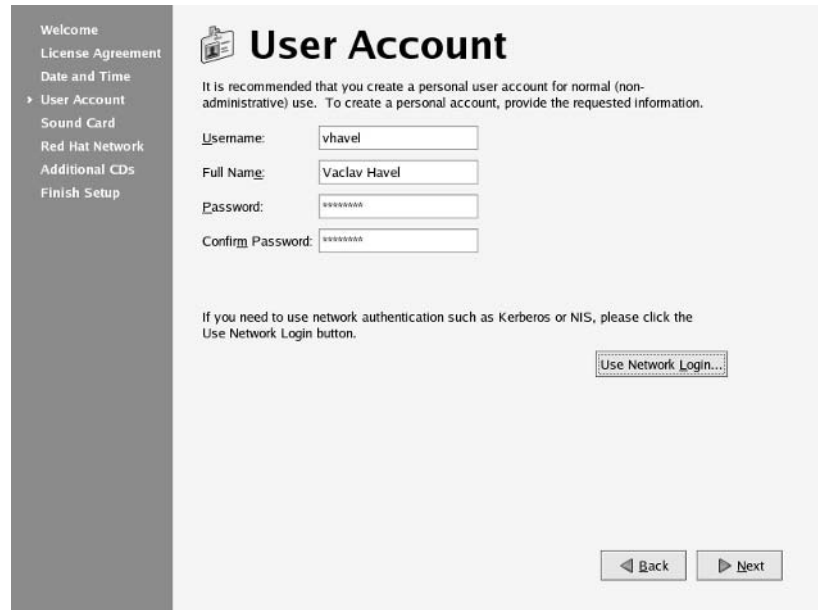 Welcome
License Agreement
Date and Time
User Account
Sound Card
Red Hat Network
Additional CDs
Finish Setup
User Account
It is recommended that you create a personal user account for normal (non-
administrative) use. To create a personal account, provide the requested information.
Username: vhavel
Full Name: Vaclav Havel
Password: ********
Confirm Password: ********
If you need to use network authentication such as Kerberos or NIS, please click the
Use Network Login button.
Use Network Login...
Back Next